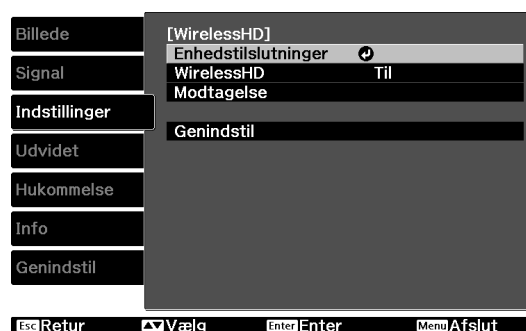 Billede
Signal
Indstillinger
Udvidet
Hukommelse
Info
Genindstil
[WirelessHD]
Enhedstilslutninger
WirelessHD Til
Modtagelse
Genindstil
Esc Retur Vælg Enter Enter Menu Afslut